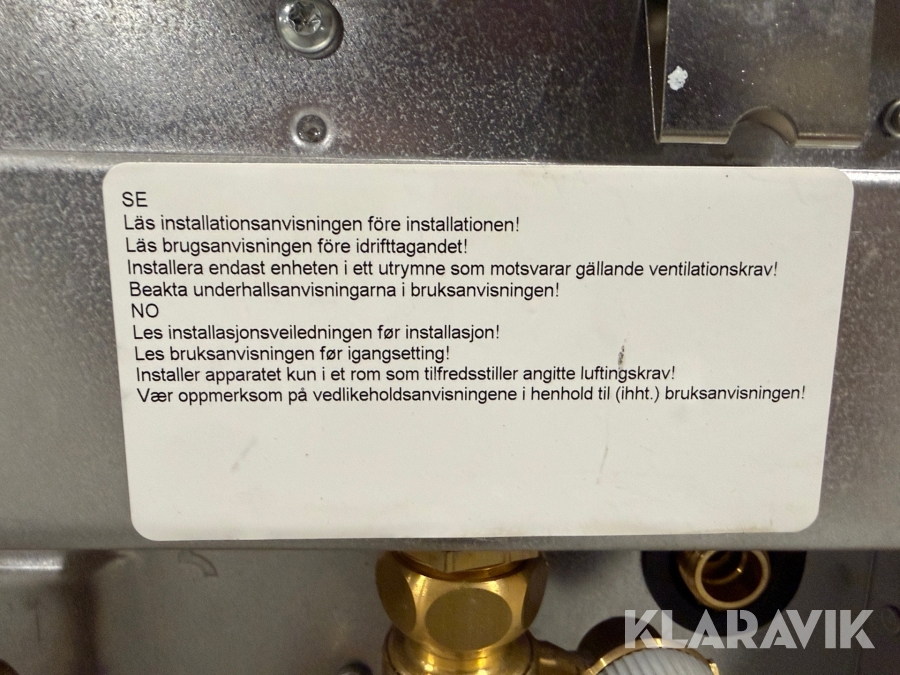 SE
Läs installationsanvisningen före installationen!
Läs brugsanvisningen före idrifttagandet!
Installera endast enheten i ett utrymne som motsvarar gällande ventilationskrav!
Beakta underhallsanvisningarna i bruksanvisningen!
NO
Les installasjonsveiledningen før installasjon!
Les bruksanvisningen før igangsetting!
Installer apparatet kun i et rom som tilfredsstiller angitte luftingskrav!
Vær oppmerksom på vedlikeholdsanvisningene i henhold til (ihht.) bruksanvisningen!
KLARAVIK